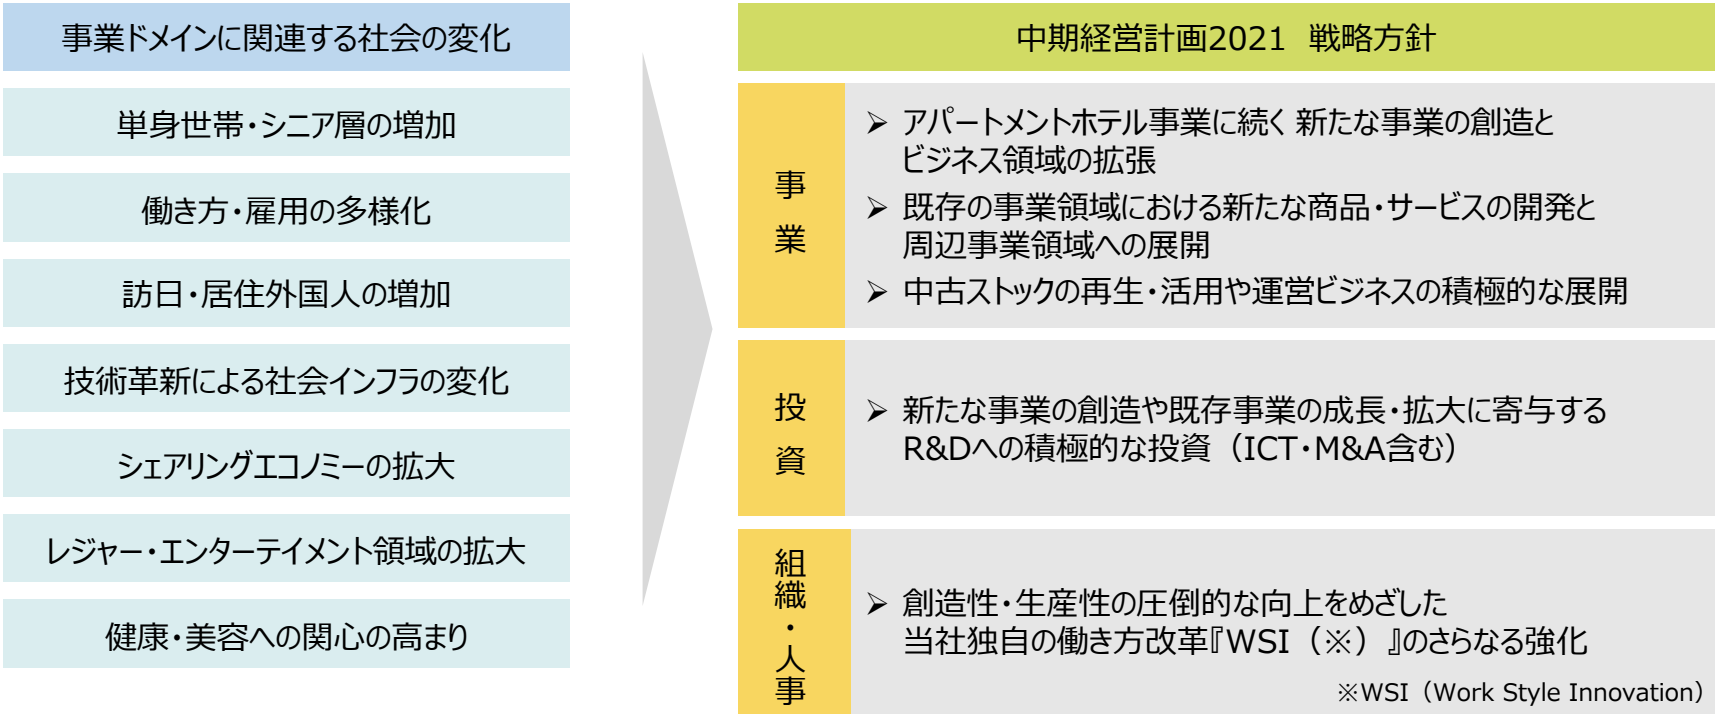 事業ドメインに関連する社会の変化
単身世帯・シニア層の増加
働き方・雇用の多様化
訪日・居住外国人の増加
技術革新による社会インフラの変化
シェアリングエコノミーの拡大
レジャー・エンターテイメント領域の拡大
健康・美容への関心の高まり
中期経営計画2021 戦略方針
事業
➢ アパートメントホテル事業に続く 新たな事業の創造と
ビジネス領域の拡張
➢ 既存の事業領域における新たな商品・サービスの開発と
周辺事業領域への展開
➢ 中古ストックの再生・活用や運営ビジネスの積極的な展開
投資
➢ 新たな事業の創造や既存事業の成長・拡大に寄与する
R&Dへの積極的な投資（ICT・M&A含む）
組織・人事
➢ 創造性・生産性の圧倒的な向上をめざした
当社独自の働き方改革『WSI（※）』のさらなる強化
※WSI（Work Style Innovation）